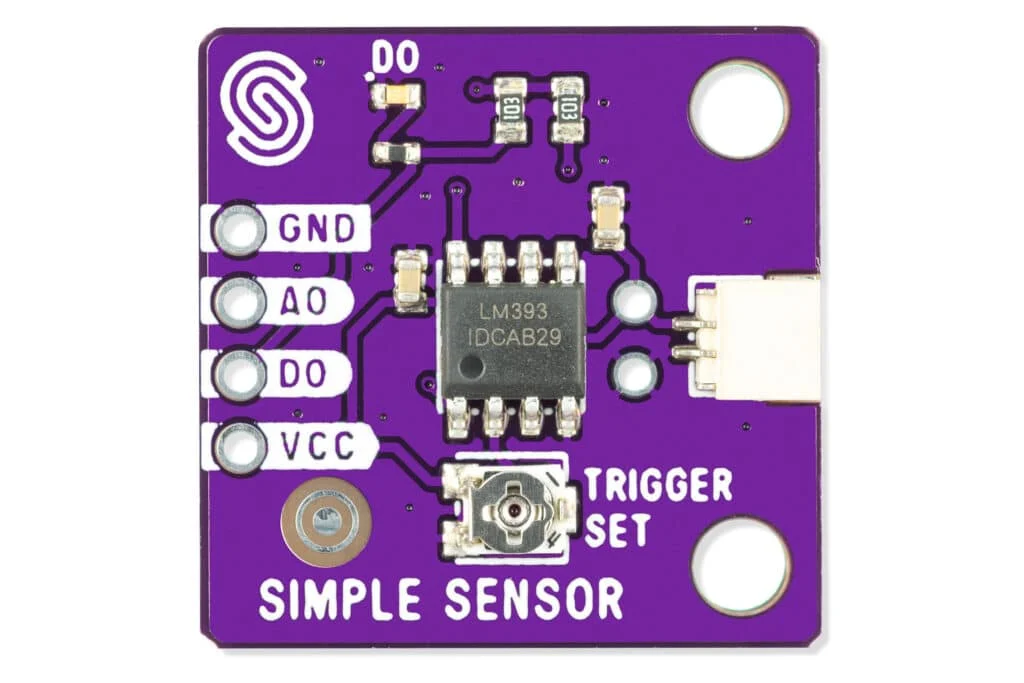 DO
103
103
GND
AO
DO
VCC
LM393
IDCAB29
TRIGGER
SET
SIMPLE SENSOR